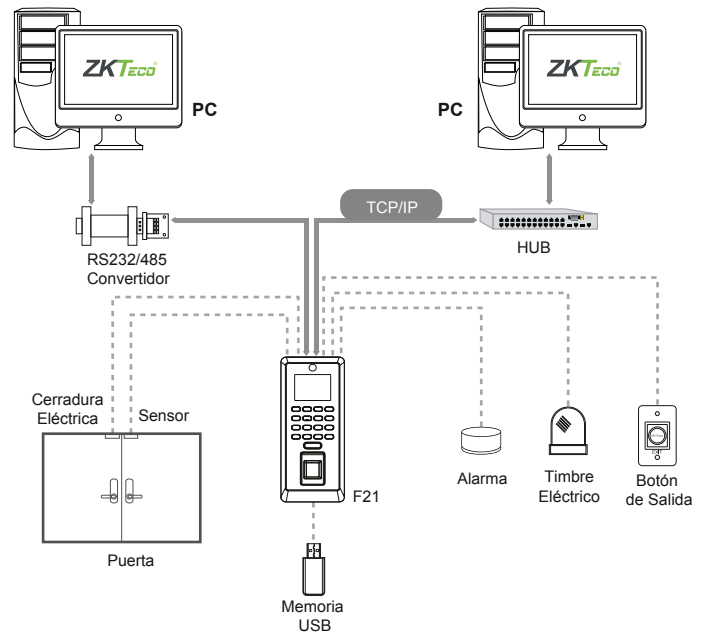 ZKTeco
ZKTeco
PC
PC
TCP/IP
RS232/485
Convertidor
HUB
Cerradura
Eléctrica
Sensor
Puerta
F21
Memoria
USB
Alarma
Timbre
Eléctrico
EXIT
Botón
de Salida